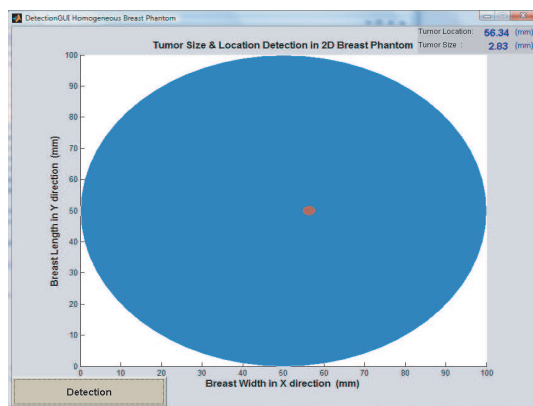 DetectionGUI Homogeneous Breast Phantom
Tumor Location: 56.34 (mm)
Tumor Size & Location Detection in 2D Breast Phantom
Tumor Size : 2.83 (mm)
Breast Length in Y direction (mm)
100
90
80
70
60
50
40
30
20
10
0
0 10 20 30 40 50 60 70 80 90 100
Breast Width in X direction (mm)
Detection